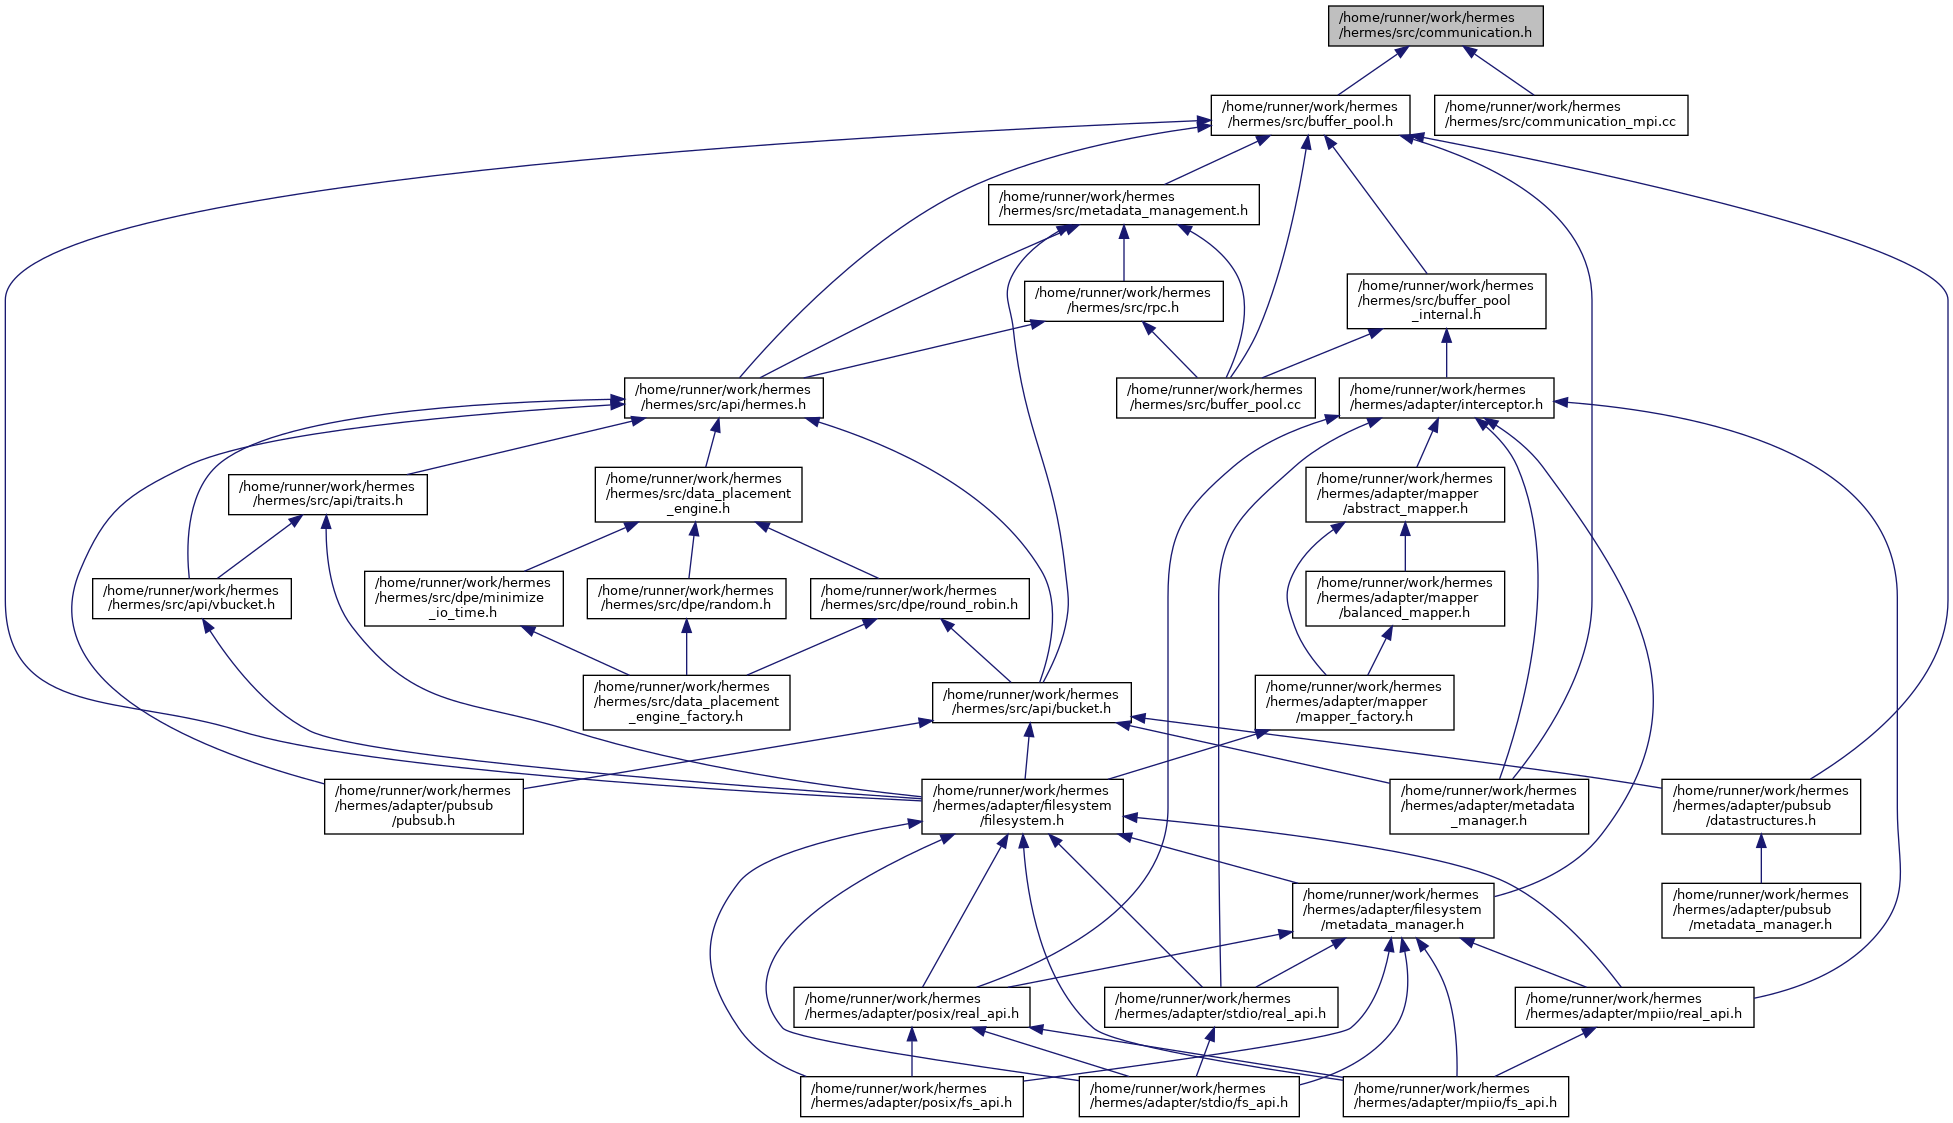 /home/runner/work/hermes
/hermes/src/communication.h
/home/runner/work/hermes
/hermes/src/buffer_pool.h
/home/runner/work/hermes
/hermes/src/communication_mpi.cc
/home/runner/work/hermes
/hermes/src/metadata_management.h
/home/runner/work/hermes
/hermes/src/rpc.h
/home/runner/work/hermes
/hermes/src/buffer_pool
_internal.h
/home/runner/work/hermes
/hermes/src/api/hermes.h
/home/runner/work/hermes
/hermes/src/buffer_pool.cc
/home/runner/work/hermes
/hermes/adapter/interceptor.h
/home/runner/work/hermes
/hermes/src/api/traits.h
/home/runner/work/hermes
/hermes/src/data_placement
_engine.h
/home/runner/work/hermes
/hermes/adapter/mapper
/abstract_mapper.h
/home/runner/work/hermes
/hermes/src/api/vbucket.h
/home/runner/work/hermes
/hermes/src/dpe/minimize
_io_time.h
/home/runner/work/hermes
/hermes/src/dpe/random.h
/home/runner/work/hermes
/hermes/src/dpe/round_robin.h
/home/runner/work/hermes
/hermes/adapter/mapper
/balanced_mapper.h
/home/runner/work/hermes
/hermes/src/data_placement
_engine_factory.h
/home/runner/work/hermes
/hermes/src/api/bucket.h
/home/runner/work/hermes
/hermes/adapter/mapper
/mapper_factory.h
/home/runner/work/hermes
/hermes/adapter/pubsub
/pubsub.h
/home/runner/work/hermes
/hermes/adapter/filesystem
/filesystem.h
/home/runner/work/hermes
/hermes/adapter/metadata
_manager.h
/home/runner/work/hermes
/hermes/adapter/pubsub
/datastructures.h
/home/runner/work/hermes
/hermes/adapter/filesystem
/metadata_manager.h
/home/runner/work/hermes
/hermes/adapter/pubsub
/metadata_manager.h
/home/runner/work/hermes
/hermes/adapter/posix/real_api.h
/home/runner/work/hermes
/hermes/adapter/stdio/real_api.h
/home/runner/work/hermes
/hermes/adapter/mpiio/real_api.h
/home/runner/work/hermes
/hermes/adapter/posix/fs_api.h
/home/runner/work/hermes
/hermes/adapter/stdio/fs_api.h
/home/runner/work/hermes
/hermes/adapter/mpiio/fs_api.h